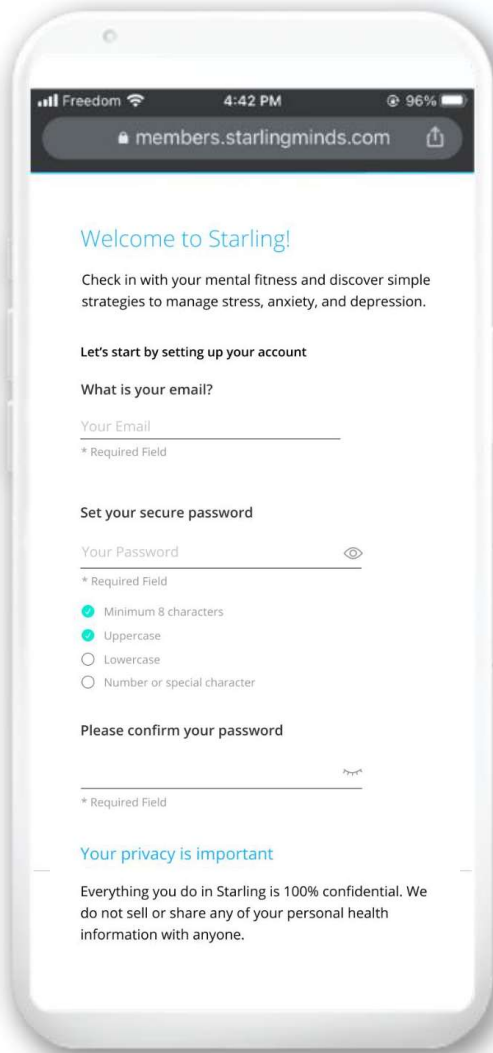 Freedom 4:42 PM 96%
members.starlingminds.com
Welcome to Starling!
Check in with your mental fitness and discover simple
strategies to manage stress, anxiety, and depression.
Let's start by setting up your account
What is your email?
Your Email
* Required Field
Set your secure password
Your Password
* Required Field
Minimum 8 characters
Uppercase
Lowercase
Number or special character
Please confirm your password
* Required Field
Your privacy is important
Everything you do in Starling is 100% confidential. We
do not sell or share any of your personal health
information with anyone.